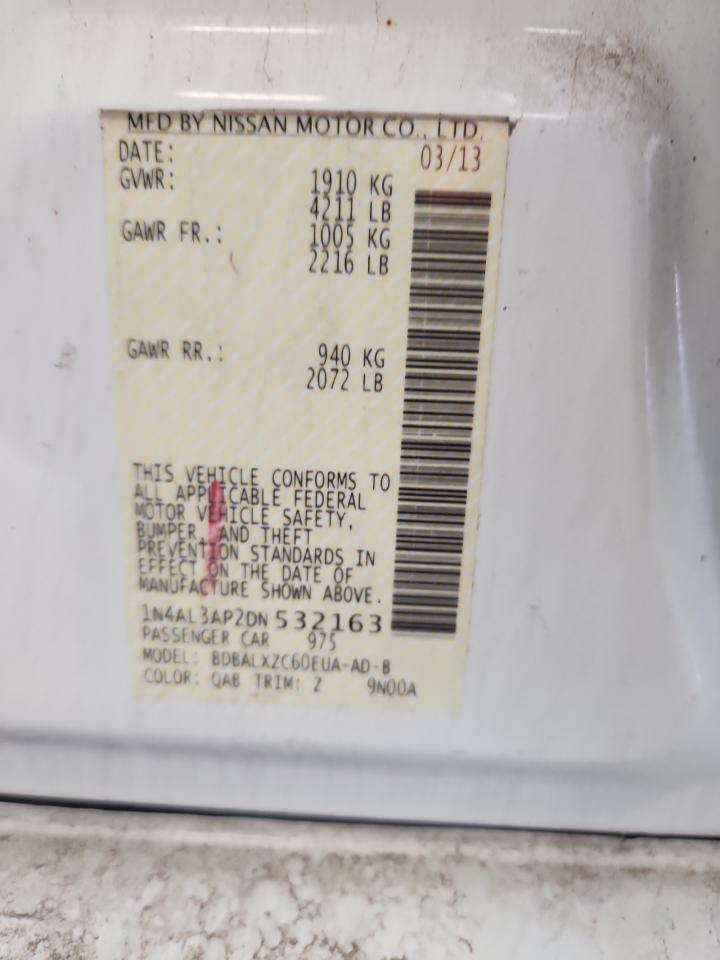 MFD BY NISSAN MOTOR CO., LTD.
DATE: 03/13
GVWR: 1910 KG
4211 LB
GAWR FR.: 1005 KG
2216 LB
GAWR RR.: 940 KG
2072 LB
THIS VEHICLE CONFORMS TO
ALL APPLICABLE FEDERAL
MOTOR VEHICLE SAFETY,
BUMPER, AND THEFT
PREVENTION STANDARDS IN
EFFECT ON THE DATE OF
MANUFACTURE SHOWN ABOVE.
1N4AL3AP2DN 532163
PASSENGER CAR 975
MODEL: BDBALXZC60EUA-AD-B
COLOR: QAB TRIM: Z 9N00A